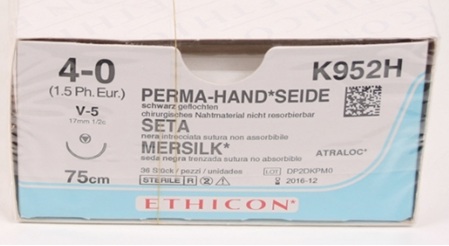 4-0
(1.5 Ph. Eur.)
V-5
17mm 1/2c
75cm
PERMA-HAND*SEIDE
schwarz geflochten
chirurgisches Nahtmaterial nicht resorbierbar
SETA
nera intrecciata sutura non assorbibile
MERSILK*
seda negra trenzada sutura no absorbible
36 Stück / pezzi / unidades
STERILE R 2
K952H
ATRALOC*
LOT DP2DKPM0
2016-12
ETHICON